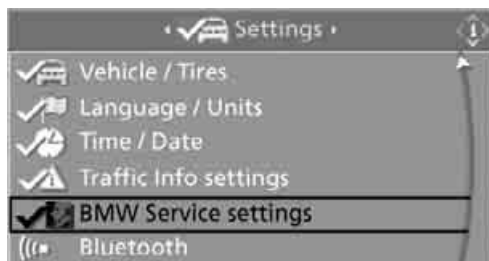 Settings
Vehicle / Tires
Language / Units
Time / Date
Traffic Info settings
BMW Service settings
Bluetooth